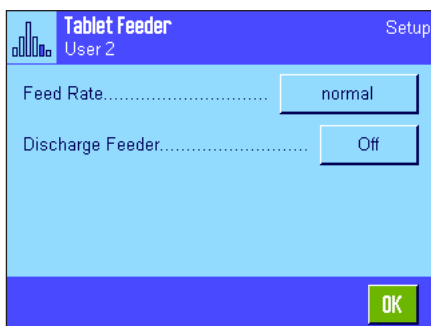 Tablet Feeder Setup
User 2
Feed Rate.............................. normal
Discharge Feeder........................... Off
OK